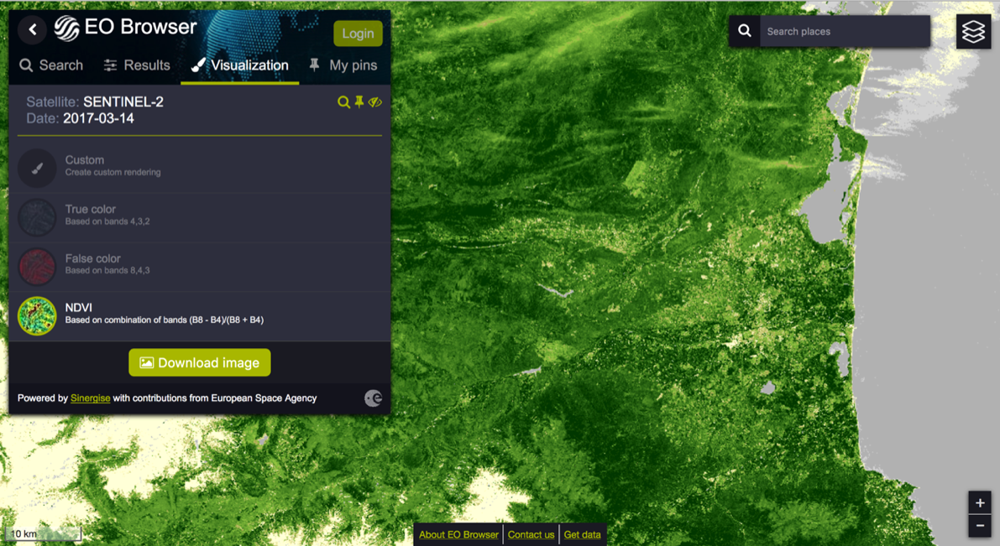 EO Browser
Login
Search
Results
Visualization
My pins
Search places
Satellite: SENTINEL-2
Date: 2017-03-14
Custom
Create custom rendering
True color
Based on bands 4,3,2
False color
Based on bands 8,4,3
NDVI
Based on combination of bands (B8 - B4)/(B8 + B4)
Download image
Powered by Sinergise with contributions from European Space Agency
+
−
10 km
About EO Browser
Contact us
Get data